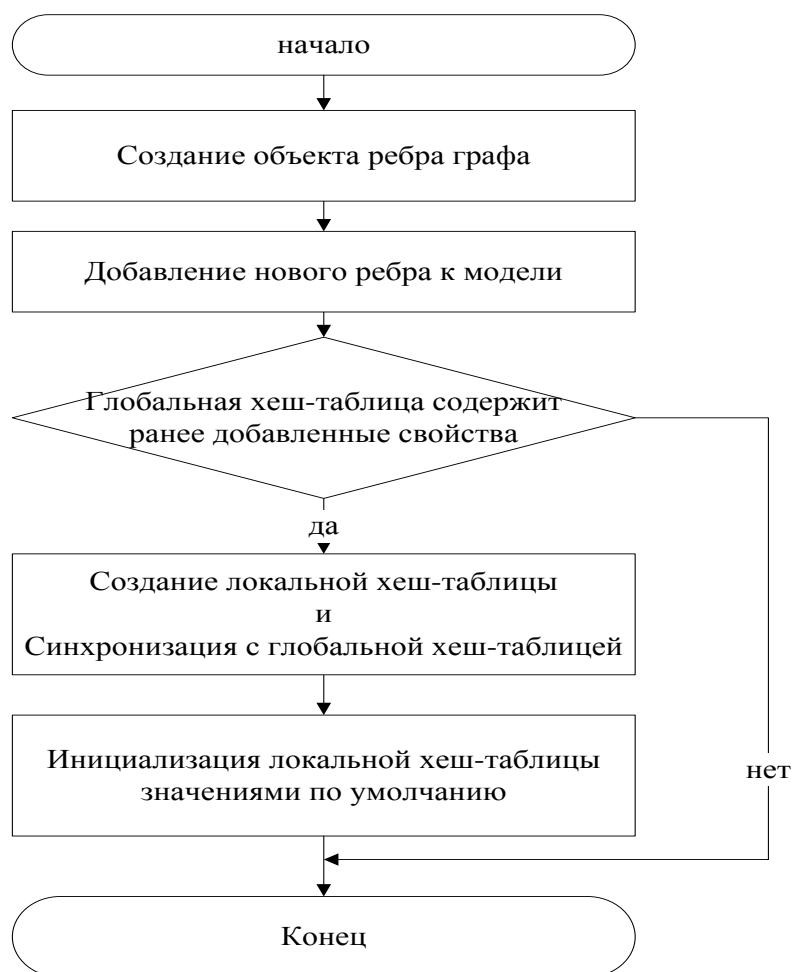 начало
Создание объекта ребра графа
Добавление нового ребра к модели
Глобальная хеш-таблица содержит
ранее добавленные свойства
да
Создание локальной хеш-таблицы
и
Синхронизация с глобальной хеш-таблицей
Инициализация локальной хеш-таблицы
значениями по умолчанию
нет
Конец